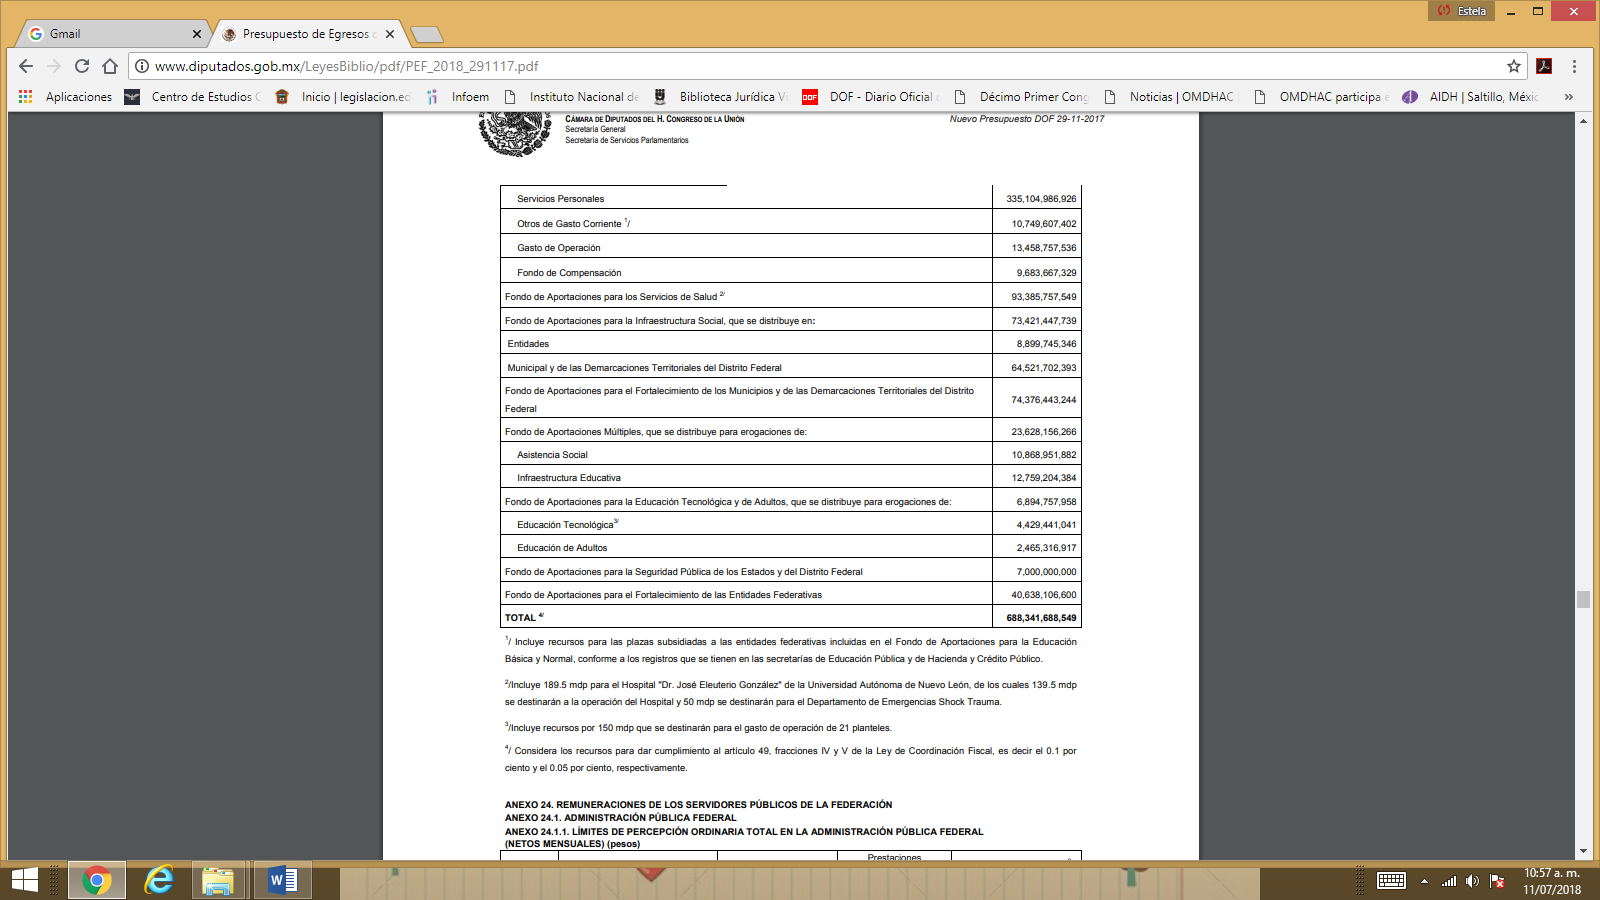 Estela
Gmail
Presupuesto de Egresos
www.diputados.gob.mx/LeyesBiblio/pdf/PEF_2018_291117.pdf
Aplicaciones Centro de Estudios Inicio | legislacion.ed Infoem Instituto Nacional de Biblioteca Jurídica DOF - Diario Oficial Décimo Primer Cong Noticias | OMDHAC OMDHAC participa e AIDH | Saltillo, Méxic »
CÁMARA DE DIPUTADOS DEL H. CONGRESO DE LA UNIÓN
Secretaría General
Secretaría de Servicios Parlamentarios
Nuevo Presupuesto DOF 29-11-2017
Servicios Personales 335,104,986,926
Otros de Gasto Corriente 1/ 10,749,607,402
Gasto de Operación 13,458,757,536
Fondo de Compensación 9,683,667,329
Fondo de Aportaciones para los Servicios de Salud 2/ 93,385,757,549
Fondo de Aportaciones para la Infraestructura Social, que se distribuye en: 73,421,447,739
Entidades 8,899,745,346
Municipal y de las Demarcaciones Territoriales del Distrito Federal 64,521,702,393
Fondo de Aportaciones para el Fortalecimiento de los Municipios y de las Demarcaciones Territoriales del Distrito
Federal 74,376,443,244
Fondo de Aportaciones Múltiples, que se distribuye para erogaciones de: 23,628,156,266
Asistencia Social 10,868,951,882
Infraestructura Educativa 12,759,204,384
Fondo de Aportaciones para la Educación Tecnológica y de Adultos, que se distribuye para erogaciones de: 6,894,757,958
Educación Tecnológica3/ 4,429,441,041
Educación de Adultos 2,465,316,917
Fondo de Aportaciones para la Seguridad Pública de los Estados y del Distrito Federal 7,000,000,000
Fondo de Aportaciones para el Fortalecimiento de las Entidades Federativas 40,638,106,600
TOTAL 4/ 688,341,688,549
1/ Incluye recursos para las plazas subsidiadas a las entidades federativas incluidas en el Fondo de Aportaciones para la Educación
Básica y Normal, conforme a los registros que se tienen en las secretarías de Educación Pública y de Hacienda y Crédito Público.
2/Incluye 189.5 mdp para el Hospital "Dr. José Eleuterio González" de la Universidad Autónoma de Nuevo León, de los cuales 139.5 mdp
se destinarán a la operación del Hospital y 50 mdp se destinarán para el Departamento de Emergencias Shock Trauma.
3/Incluye recursos por 150 mdp que se destinarán para el gasto de operación de 21 planteles.
4/ Considera los recursos para dar cumplimiento al artículo 49, fracciones IV y V de la Ley de Coordinación Fiscal, es decir el 0.1 por
ciento y el 0.05 por ciento, respectivamente.
ANEXO 24. REMUNERACIONES DE LOS SERVIDORES PÚBLICOS DE LA FEDERACIÓN
ANEXO 24.1. ADMINISTRACIÓN PÚBLICA FEDERAL
ANEXO 24.1.1. LÍMITES DE PERCEPCIÓN ORDINARIA TOTAL EN LA ADMINISTRACIÓN PÚBLICA FEDERAL
(NETOS MENSUALES) (pesos)
Prestaciones
10:57 a. m.
11/07/2018